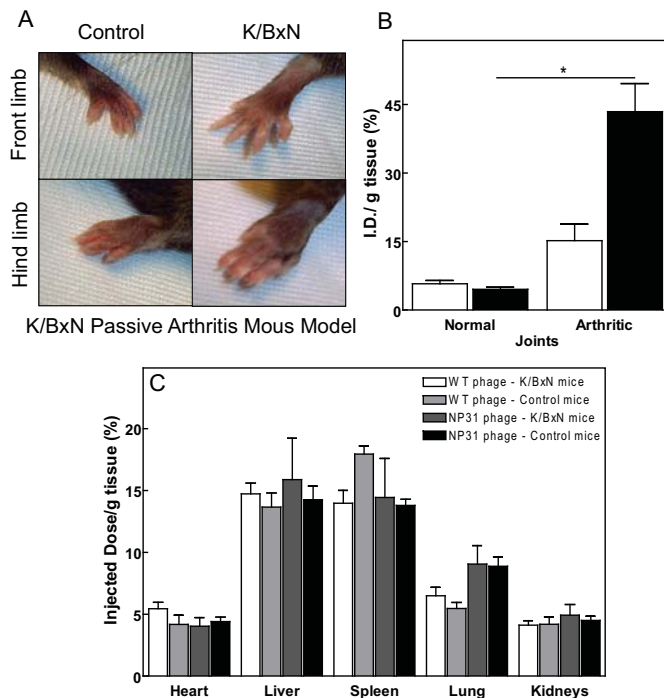 A
Control
K/BxN
Front limb
Hind limb
K/BxN Passive Arthritis Mous Model
B
*
I.D./ g tissue (%)
45
30
15
0
Normal
Arthritic
Joints
C
WT phage - K/BxN mice
WT phage - Control mice
NP31 phage - K/BxN mice
NP31 phage - Control mice
Injected Dose/g tissue (%)
20
15
10
5
0
Heart
Liver
Spleen
Lung
Kidneys